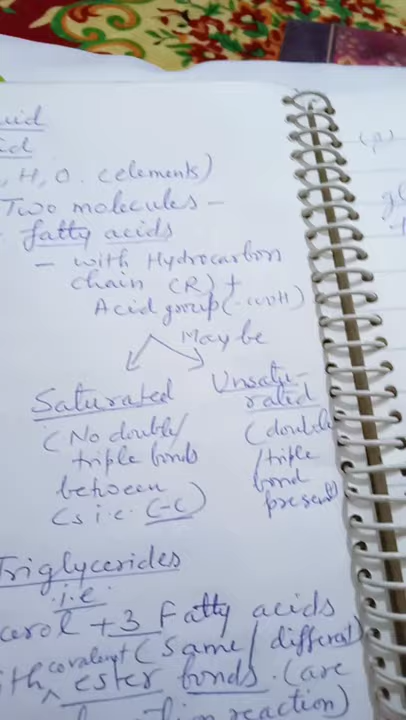 uid
id
, H, O. (elements)
Two molecules -
fatty acids
- with Hydrocarbon
chain (R) +
Acid group (-COOH)
May be
Saturated
(No double/
triple bonds
between
Cs i.e. C-C)
Unsatu-
rated
(double
/triple
bond
present)
Triglycerides
i.e
cerol + 3 Fatty acids
(same/different)
ith covalent ester bonds. (are
reaction)
(p)